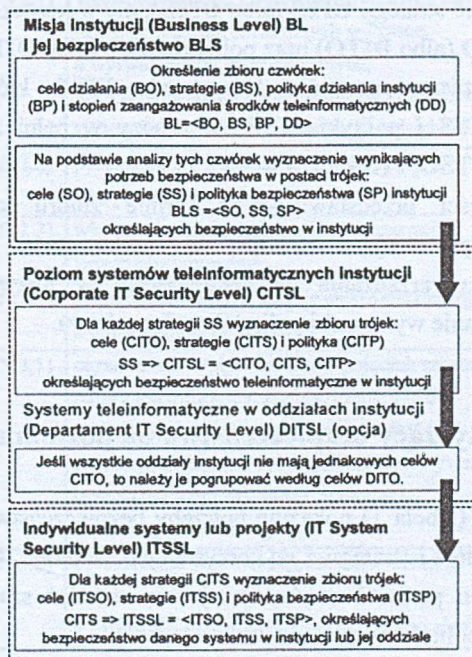 Misja Instytucji (Business Level) BL
i jej bezpieczeństwo BLS
Określenie zbioru czwórek:
cele działania (BO), strategie (BS), polityka działania instytucji
(BP) i stopień zaangażowania środków teleinformatycznych (DD)
BL=<BO, BS, BP, DD>
Na podstawie analizy tych czwórek wyznaczenie wynikających
potrzeb bezpieczeństwa w postaci trójek:
cele (SO), strategie (SS) i polityka bezpieczeństwa (SP) instytucji
BLS =<SO, SS, SP>
określających bezpieczeństwo w instytucji
Poziom systemów teleinformatycznych instytucji
(Corporate IT Security Level) CITSL
Dla każdej strategii SS wyznaczenie zbioru trójek:
cele (CITO), strategie (CITS) i polityka (CITP)
SS => CITSL = <CITO, CITS, CITP>
określających bezpieczeństwo teleinformatyczne w instytucji
Systemy teleinformatyczne w oddziałach instytucji
(Departament IT Security Level) DITSL (opcja)
Jeśli wszystkie oddziały instytucji nie mają jednakowych celów
CITO, to należy je pogrupować według celów DITO.
Indywidualne systemy lub projekty (IT System
Security Level) ITSSL
Dla każdej strategii CITS wyznaczenie zbioru trójek:
cele (ITSO), strategie (ITSS) i polityka bezpieczeństwa (ITSP)
CITS => ITSSL = <ITSO, ITSS, ITSP>, określających
bezpieczeństwo danego systemu w instytucji lub jej oddziale